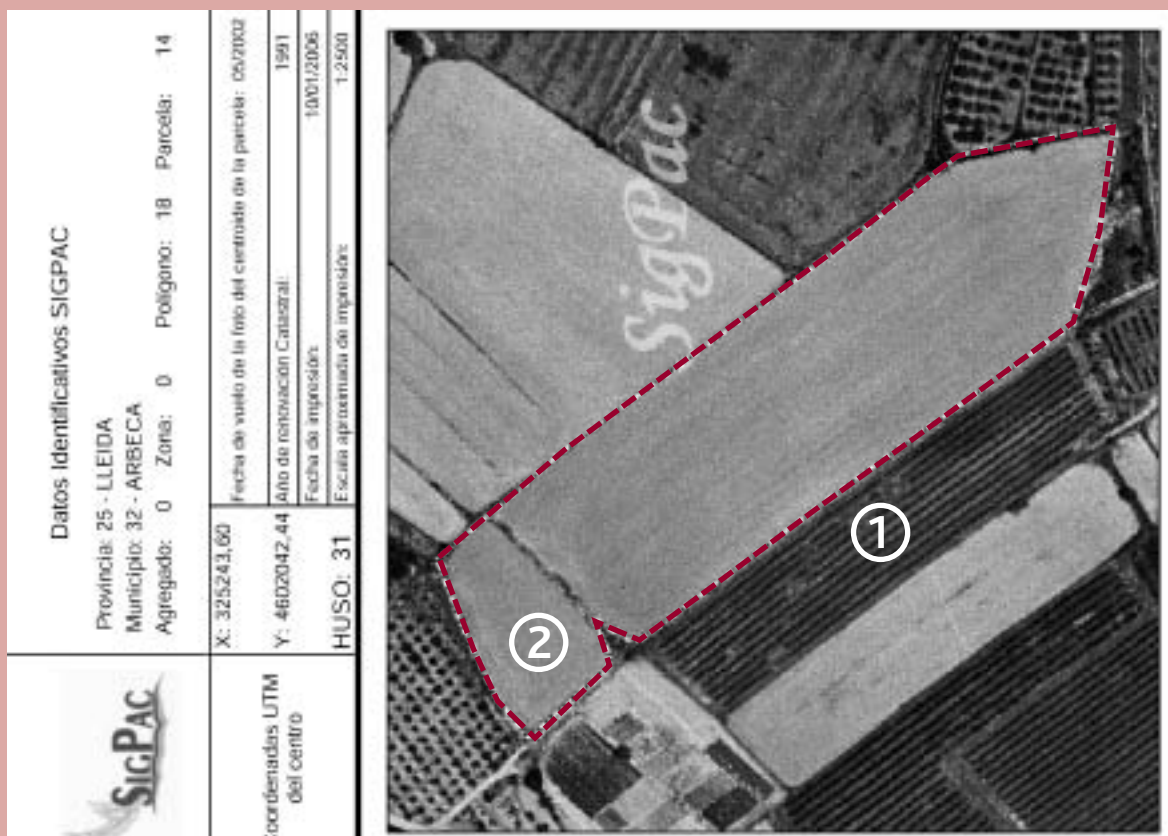 Datos Identificativos SIGPAC
Provincia: 25 - LLEIDA
Municipio: 32 - ARBECA
Agregado: 0 Zona: 0 Polígono: 18 Parcela: 14
X: 325243,60
Y: 4602042,44
HUSO: 31
Fecha de vuelo de la foto del centroide de la parcela: 05/2002
Año de renovación Catastral: 1991
Fecha de impresión: 10/01/2006
Escala aproximada de impresión: 1:2500
SIGPAC
Coordenadas UTM
del centro
SigPac
1
2